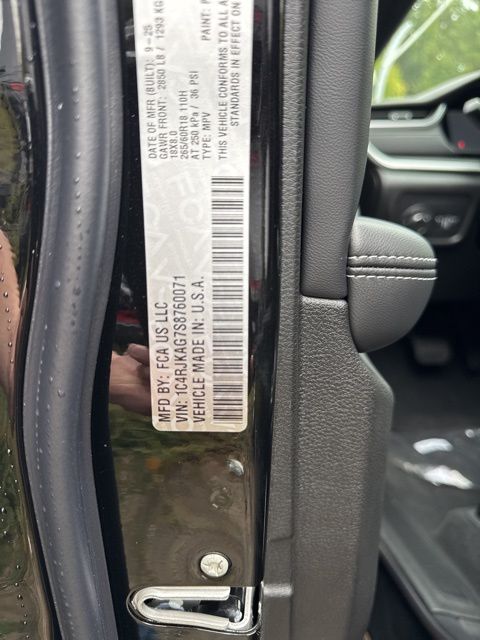 MFD BY: FCA US LLC
DATE OF MFR (BUILT): 9-25
GAWR FRONT: 2850 LB / 1293 KG
18X8.0
265/60R18 110H
AT 250 kPa / 36 PSI
TYPE: MPV
PAINT:
THIS VEHICLE CONFORMS TO ALL A
STANDARDS IN EFFECT ON
VIN: 1C4RJKAG7S8760071
VEHICLE MADE IN: U.S.A.